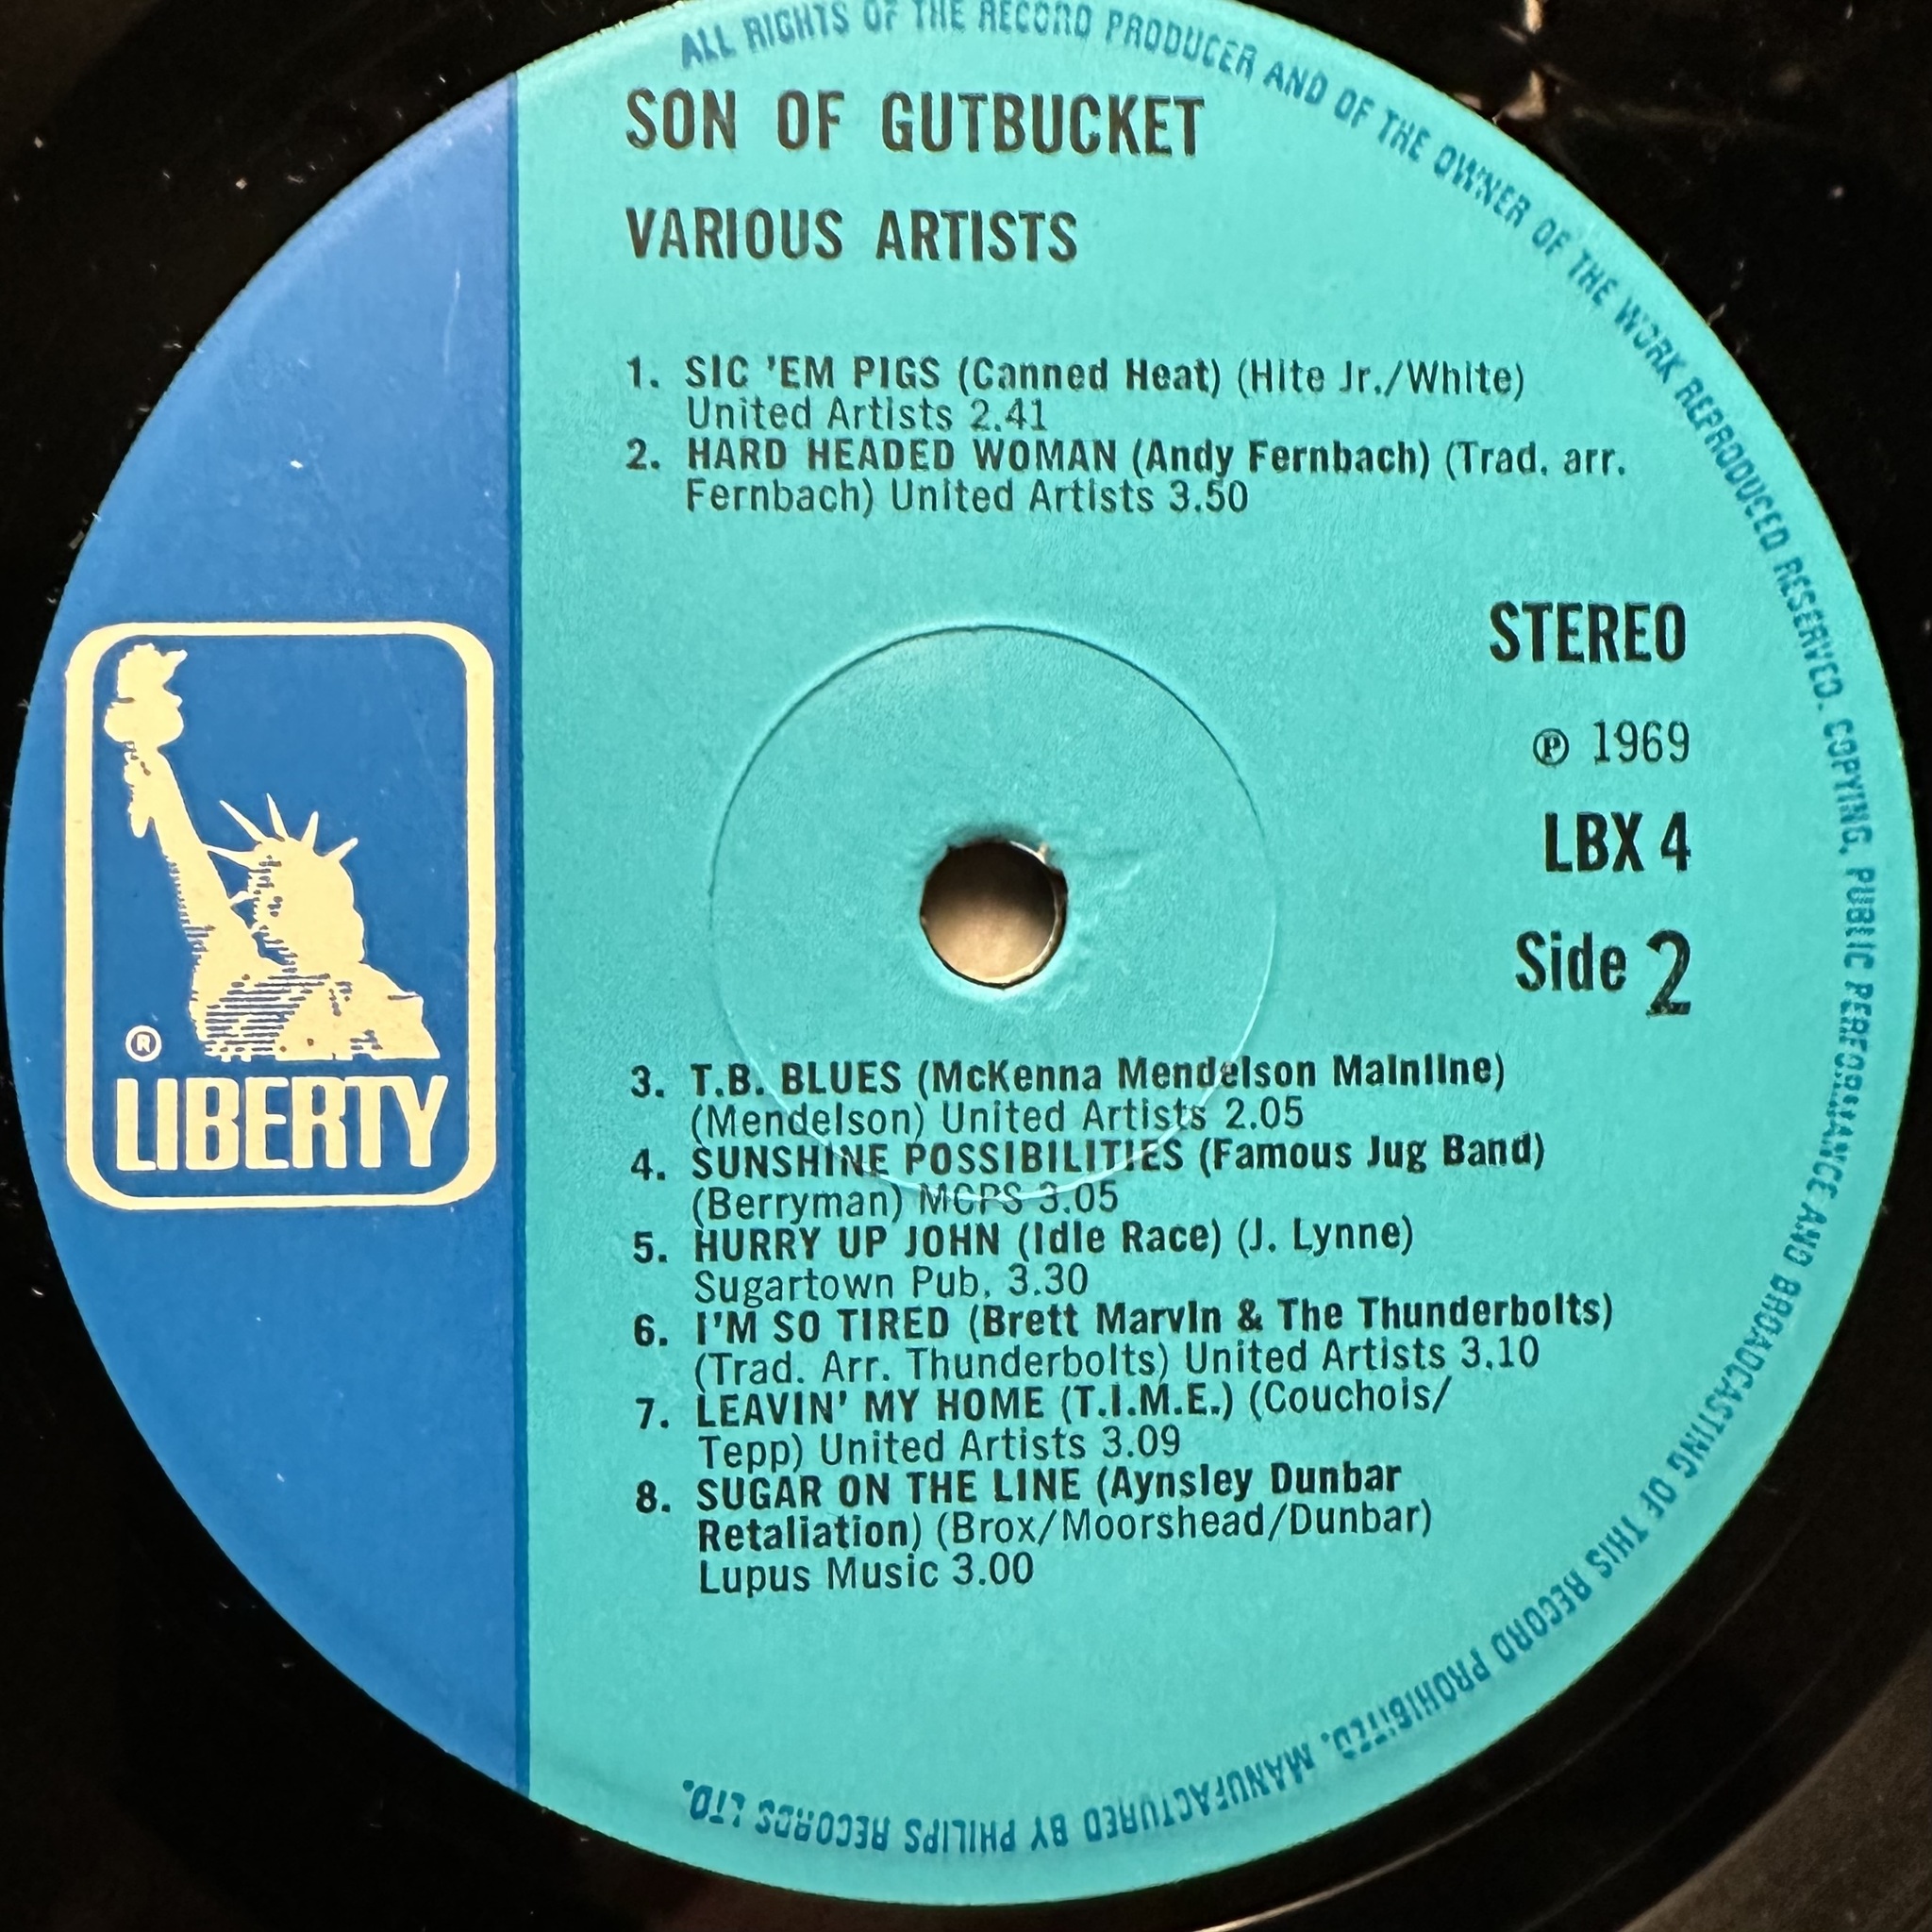 ALL RIGHTS OF THE RECORD PRODUCER AND OF THE OWNER OF THE WORK REPRODUCED RESERVED. COPYING, PUBLIC PERFORMANCE AND BROADCASTING OF THIS RECORD PROHIBITED. MANUFACTURED BY PHILIPS RECORDS LTD.
SON OF GUTBUCKET
VARIOUS ARTISTS
1. SIC 'EM PIGS (Canned Heat) (Hite Jr./White)
United Artists 2.41
2. HARD HEADED WOMAN (Andy Fernbach) (Trad. arr.
Fernbach) United Artists 3.50
STEREO
℗ 1969
LBX 4
Side 2
®
LIBERTY
3. T.B. BLUES (McKenna Mendelson Mainline)
(Mendelson) United Artists 2.05
4. SUNSHINE POSSIBILITIES (Famous Jug Band)
(Berryman) MCPS 3.05
5. HURRY UP JOHN (Idle Race) (J. Lynne)
Sugartown Pub. 3.30
6. I'M SO TIRED (Brett Marvin & The Thunderbolts)
(Trad. Arr. Thunderbolts) United Artists 3.10
7. LEAVIN' MY HOME (T.I.M.E.) (Couchois/
Tepp) United Artists 3.09
8. SUGAR ON THE LINE (Aynsley Dunbar
Retaliation) (Brox/Moorshead/Dunbar)
Lupus Music 3.00